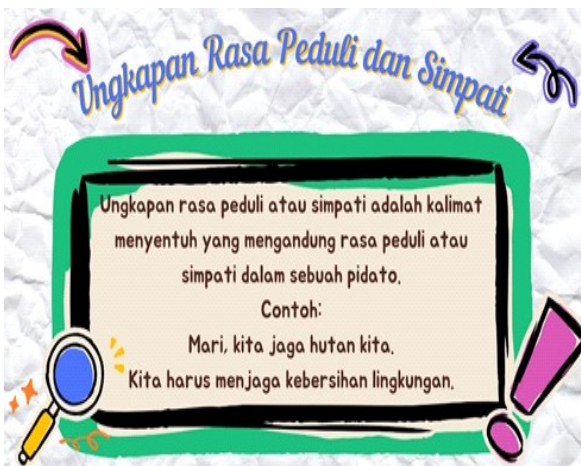 Ungkapan Rasa Peduli dan Simpati
Ungkapan rasa peduli atau simpati adalah kalimat
menyentuh yang mengandung rasa peduli atau
simpati dalam sebuah pidato.
Contoh:
Mari, kita jaga hutan kita.
Kita harus menjaga kebersihan lingkungan.